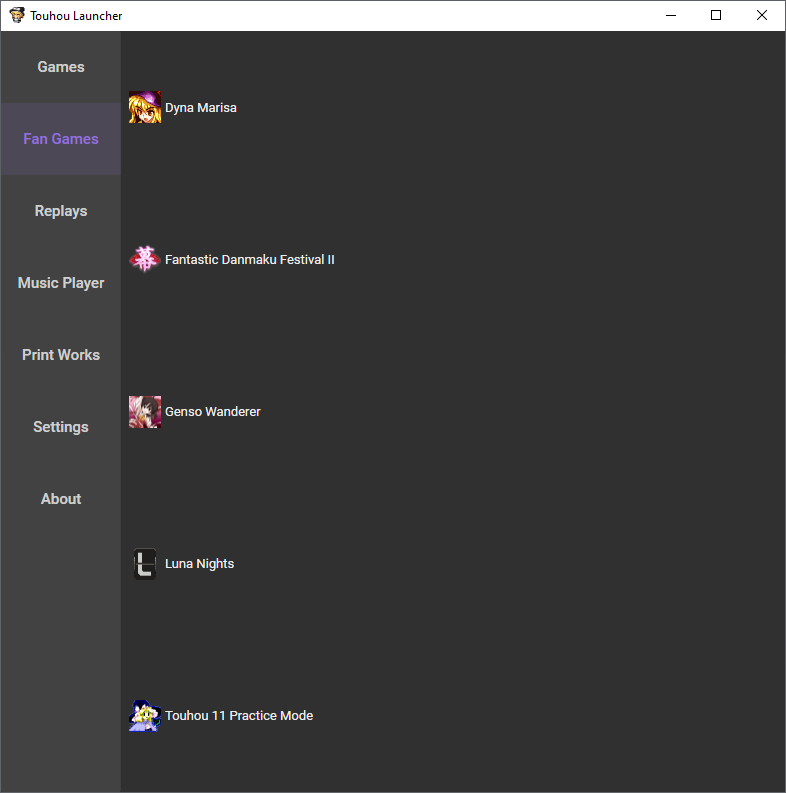 Touhou Launcher
Games
Fan Games
Replays
Music Player
Print Works
Settings
About
Dyna Marisa
幕
Fantastic Danmaku Festival II
Genso Wanderer
L
Luna Nights
Touhou 11 Practice Mode